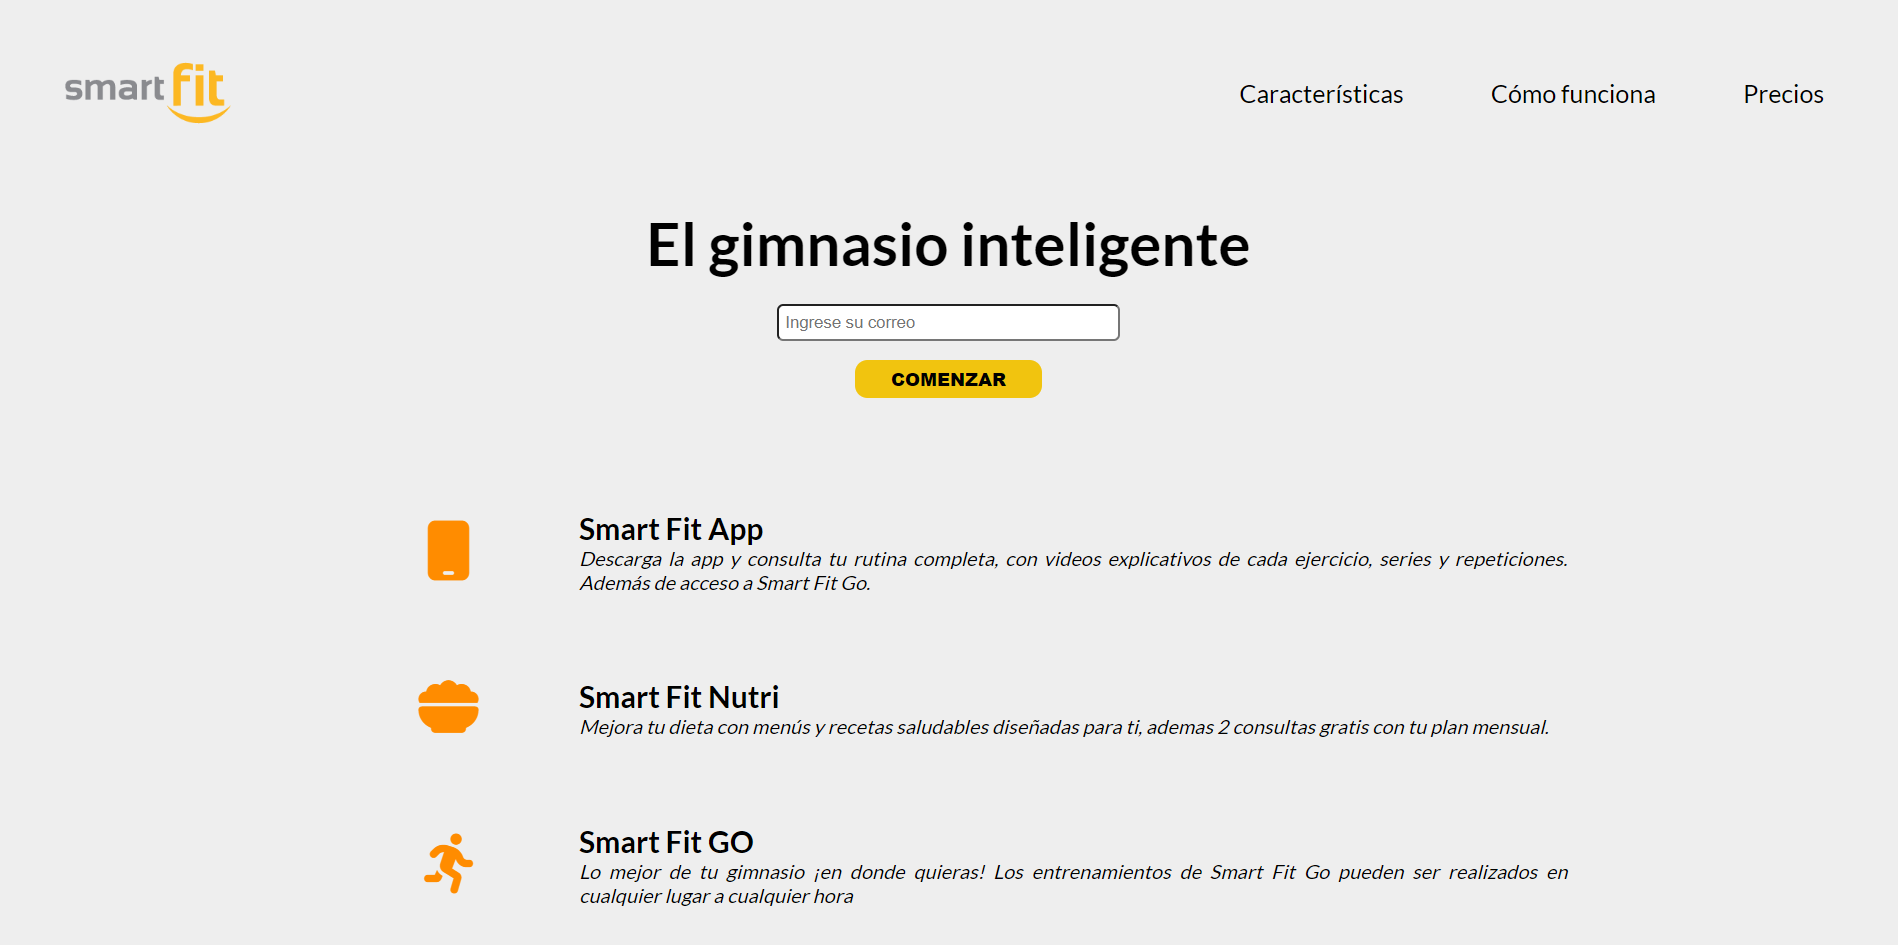 smart fit
Características
Cómo funciona
Precios
El gimnasio inteligente
Ingrese su correo
COMENZAR
Smart Fit App
Descarga la app y consulta tu rutina completa, con videos explicativos de cada ejercicio, series y repeticiones.
Además de acceso a Smart Fit Go.
Smart Fit Nutri
Mejora tu dieta con menús y recetas saludables diseñadas para ti, ademas 2 consultas gratis con tu plan mensual.
Smart Fit GO
Lo mejor de tu gimnasio ¡en donde quieras! Los entrenamientos de Smart Fit Go pueden ser realizados en
cualquier lugar a cualquier hora